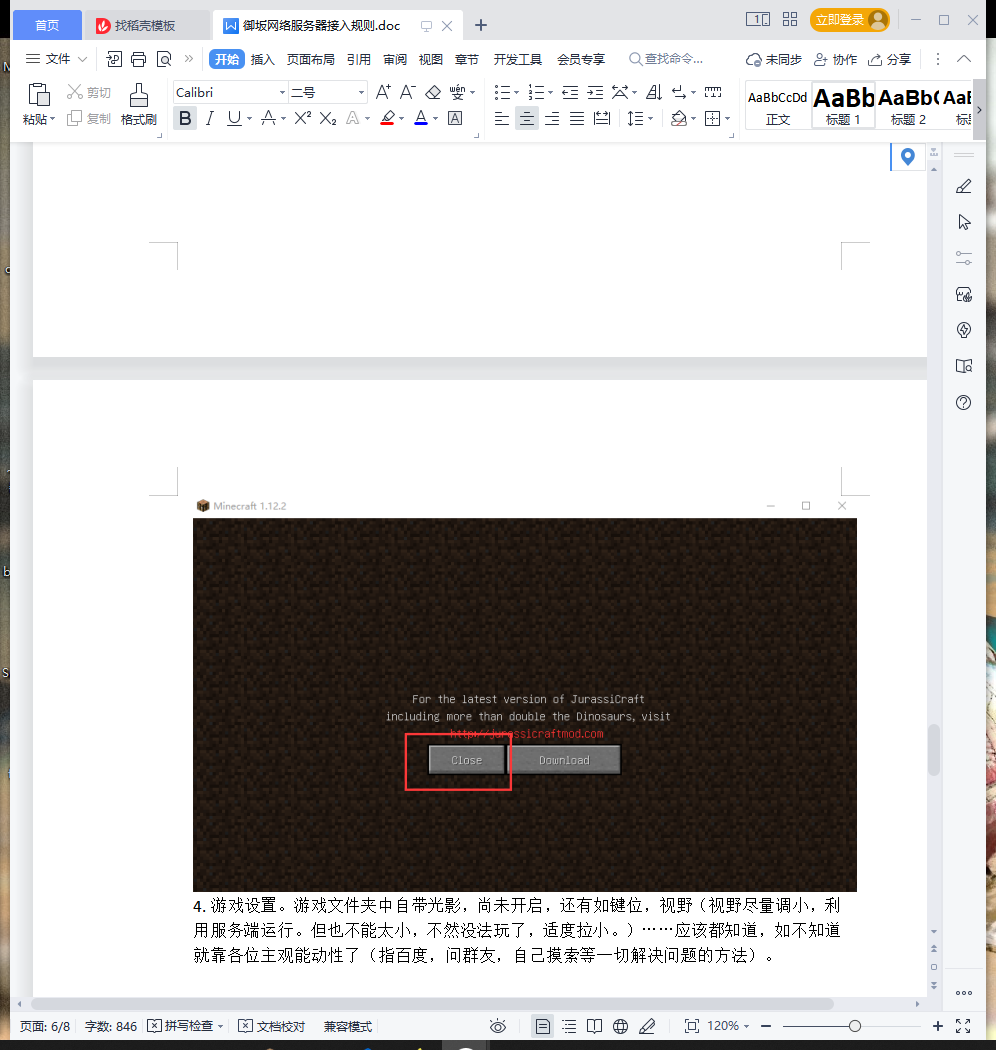 首页
找稻壳模板
御坂网络服务器接入规则.doc
立即登录
文件
开始 插入 页面布局 引用 审阅 视图 章节 开发工具 会员专享
查找命令...
未同步 协作 分享
粘贴
剪切
复制
格式刷
Calibri
二号
AaBbCcDd
正文
AaBb
标题 1
AaBb(
标题 2
AaB
标
Minecraft 1.12.2
For the latest version of JurassiCraft
including more than double the Dinosaurs, visit
http://jurassicraftmod.com
Close
Download
4. 游戏设置。游戏文件夹中自带光影，尚未开启，还有如键位，视野（视野尽量调小，利
用服务端运行。但也不能太小，不然没法玩了，适度拉小。）……应该都知道，如不知道
就靠各位主观能动性了（指百度，问群友，自己摸索等一切解决问题的方法）。
页面: 6/8 字数: 846 拼写检查 文档校对 兼容模式
120%